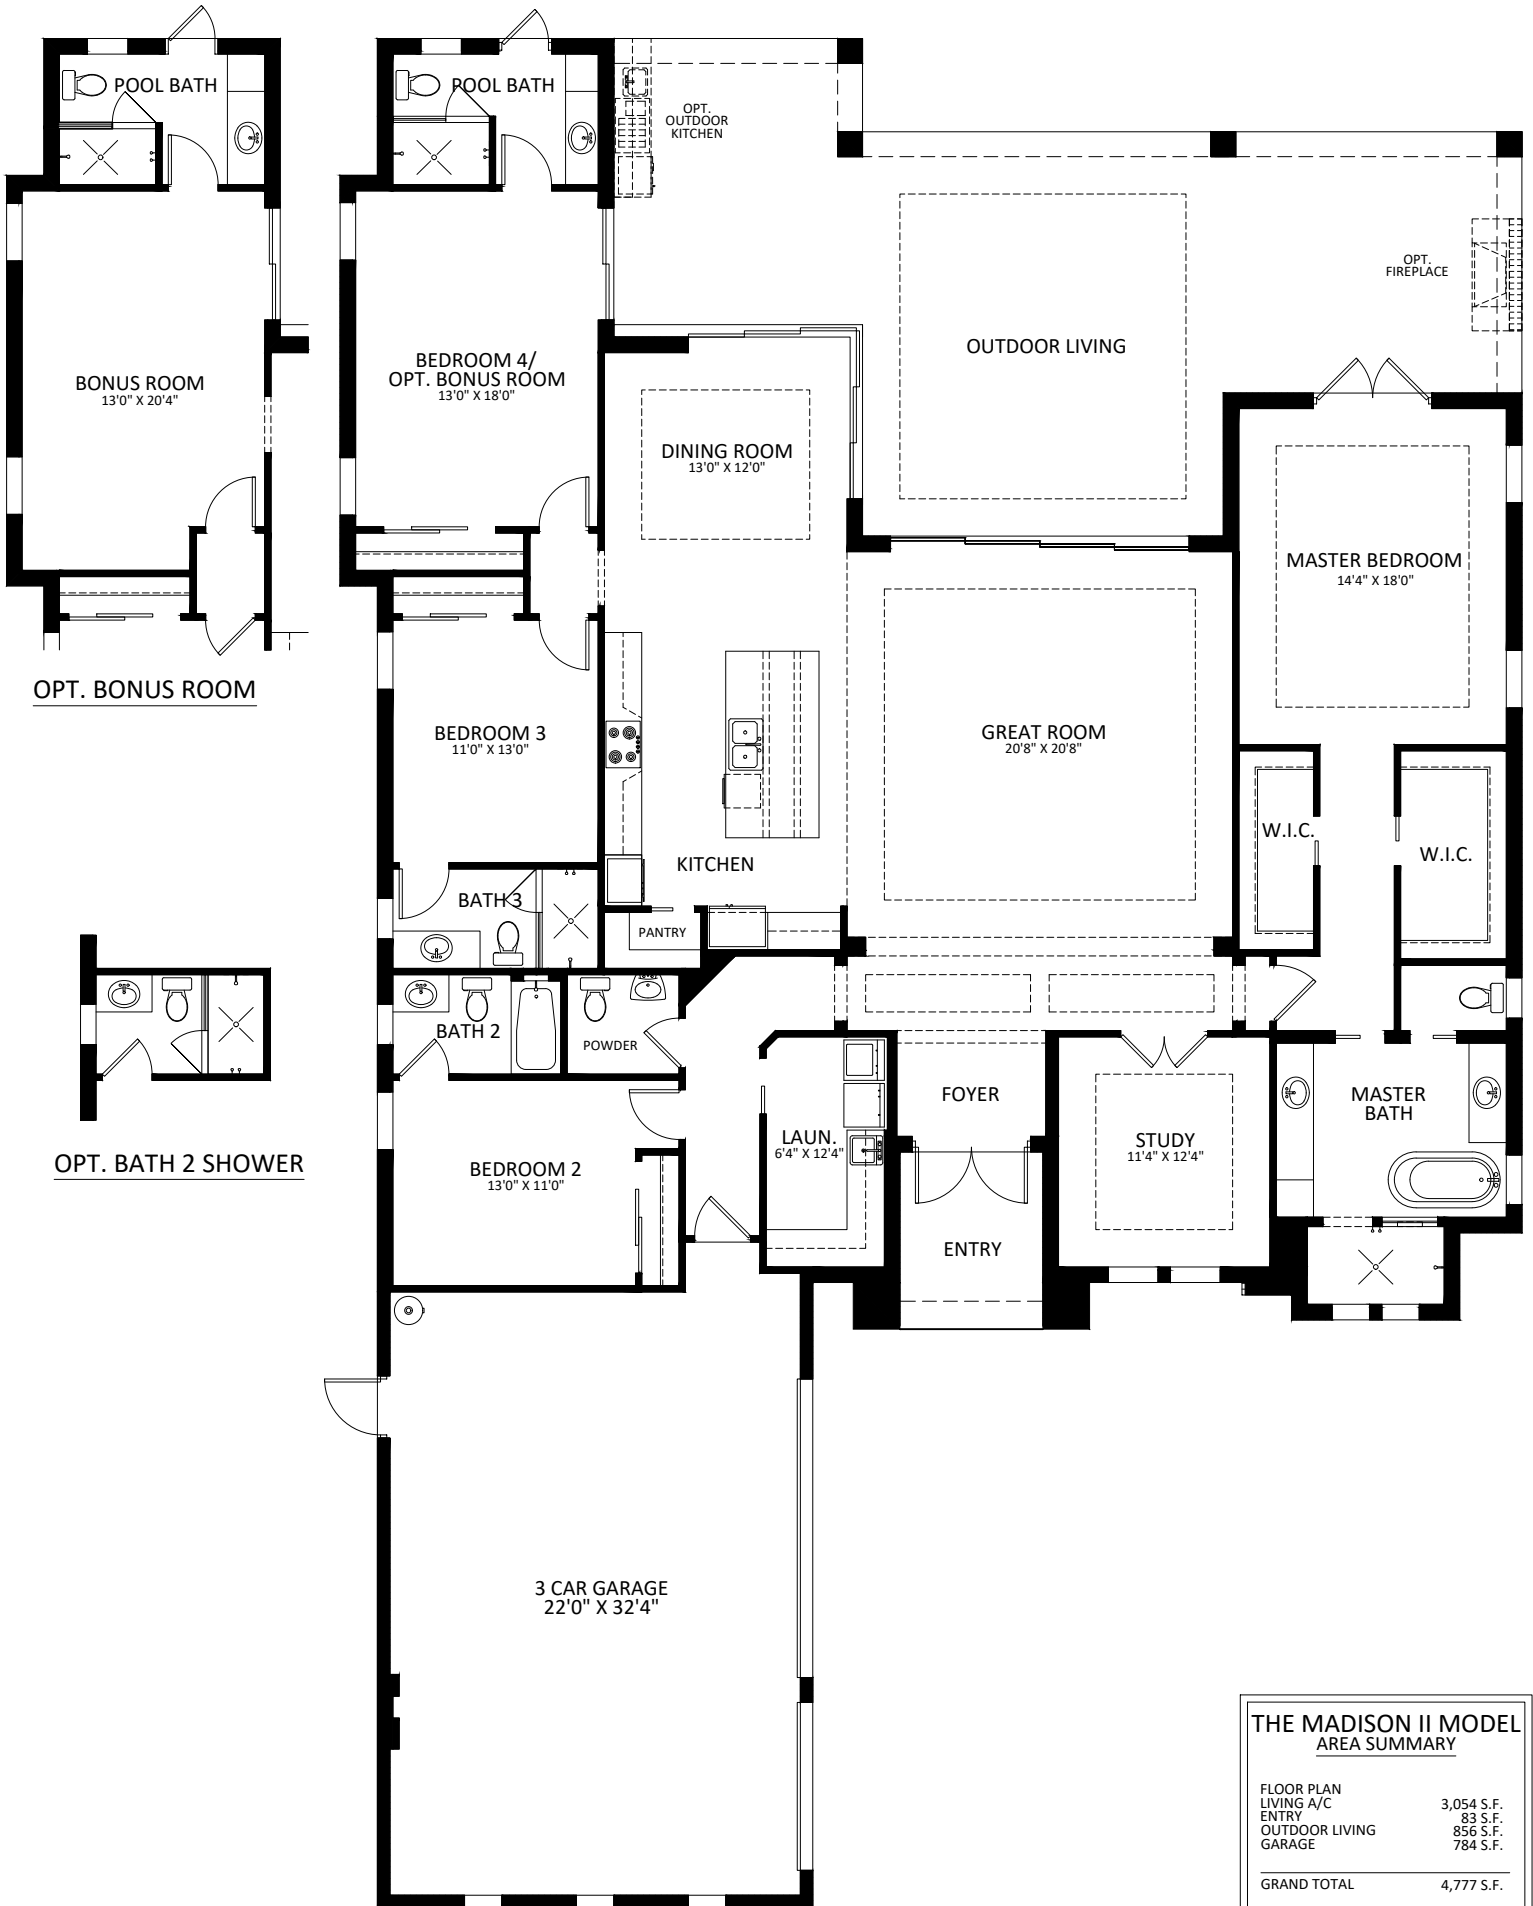 POOL BATH
POOL BATH
OPT.
OUTDOOR
KITCHEN
OPT.
FIREPLACE
OUTDOOR LIVING
BONUS ROOM
13'0" X 20'4"
BEDROOM 4/
OPT. BONUS ROOM
13'0" X 18'0"
DINING ROOM
13'0" X 12'0"
MASTER BEDROOM
14'4" X 18'0"
OPT. BONUS ROOM
BEDROOM 3
11'0" X 13'0"
GREAT ROOM
20'8" X 20'8"
W.I.C.
W.I.C.
KITCHEN
BATH 3
PANTRY
BATH 2
POWDER
FOYER
MASTER
BATH
LAUN.
6'4" X 12'4"
STUDY
11'4" X 12'4"
OPT. BATH 2 SHOWER
BEDROOM 2
13'0" X 11'0"
ENTRY
3 CAR GARAGE
22'0" X 32'4"
THE MADISON II MODEL
AREA SUMMARY
FLOOR PLAN
LIVING A/C 3,054 S.F.
ENTRY 83 S.F.
OUTDOOR LIVING 856 S.F.
GARAGE 784 S.F.
GRAND TOTAL 4,777 S.F.